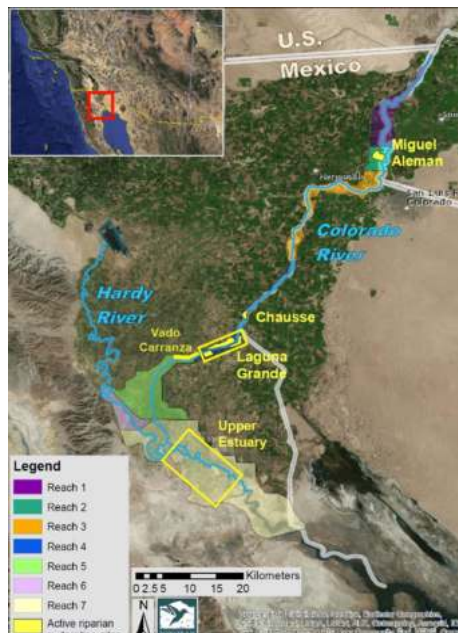 U.S.
Mexico
Miguel
Aleman
Colorado
River
Hardy
River
Chausse
Vado
Carranza
Laguna
Grande
Upper
Estuary
Legend
Reach 1
Reach 2
Reach 3
Reach 4
Reach 5
Reach 6
Reach 7
Active riparian
Kilometers
0 2.5 5 10 15 20
N